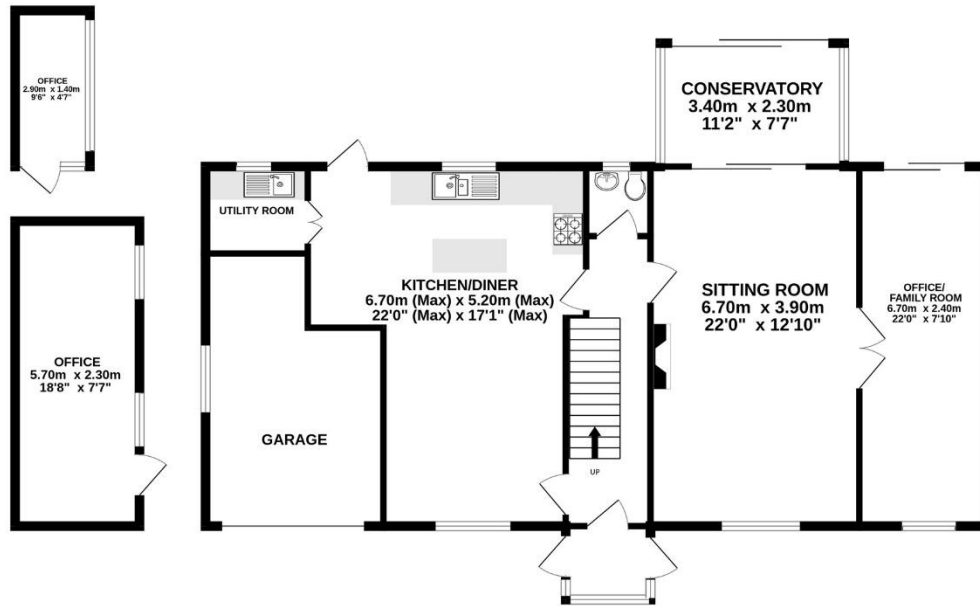 OFFICE
2.90m x 1.40m
9'6" x 4'7"
CONSERVATORY
3.40m x 2.30m
11'2" x 7'7"
UTILITY ROOM
KITCHEN/DINER
6.70m (Max) x 5.20m (Max)
22'0" (Max) x 17'1" (Max)
SITTING ROOM
6.70m x 3.90m
22'0" x 12'10"
OFFICE/
FAMILY ROOM
6.70m x 2.40m
22'0" x 7'10"
OFFICE
5.70m x 2.30m
18'8" x 7'7"
GARAGE
UP